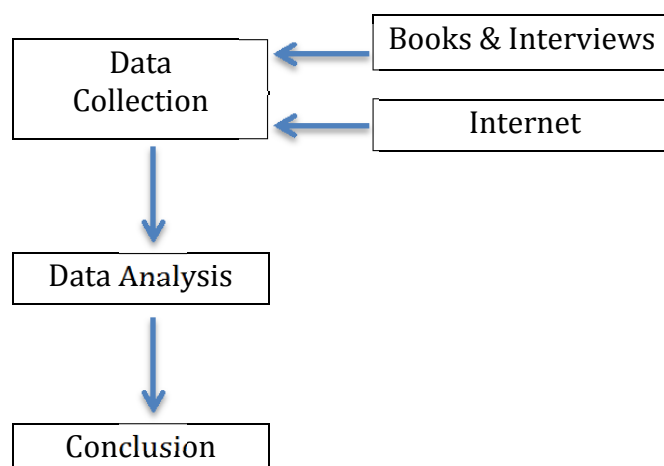 Data
Collection
Books & Interviews
Internet
Data Analysis
Conclusion